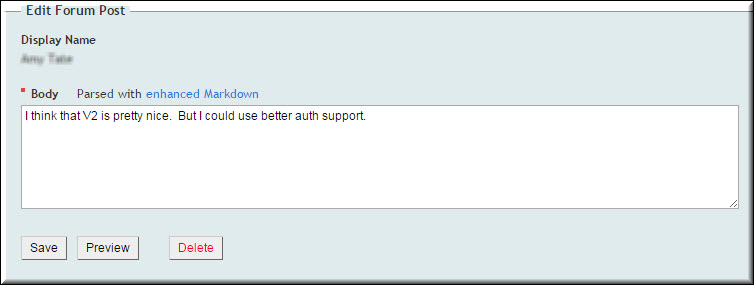 Edit Forum Post
Display Name
Body Parsed with enhanced Markdown
I think that V2 is pretty nice.  But I could use better auth support.
Save Preview Delete